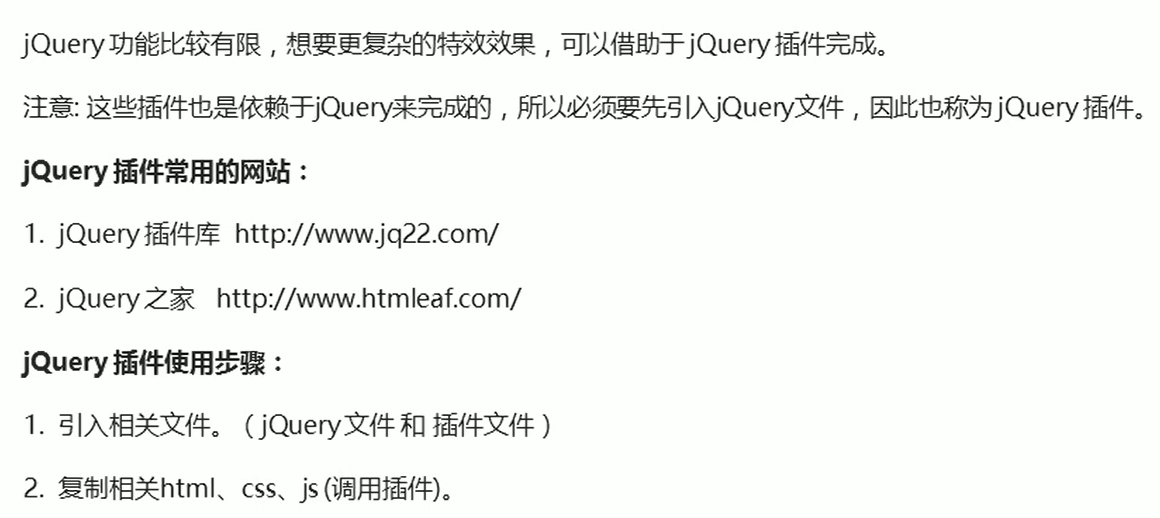 jQuery 功能比较有限，想要更复杂的特效效果，可以借助于 jQuery 插件完成。
注意: 这些插件也是依赖于jQuery来完成的，所以必须要先引入jQuery文件，因此也称为 jQuery 插件。
jQuery 插件常用的网站：
1. jQuery 插件库 http://www.jq22.com/
2. jQuery 之家 http://www.htmleaf.com/
jQuery 插件使用步骤：
1. 引入相关文件。（jQuery 文件 和 插件文件）
2. 复制相关html、css、js (调用插件)。